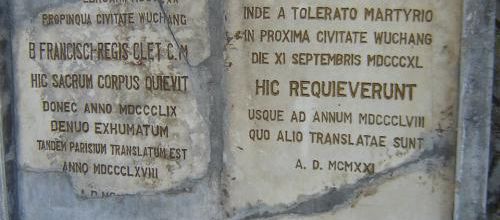 PROPINQUA CIVITATE WUCHANG
B FRANCISCI-REGIS CLET C.M
HIC SACRUM CORPUS QUIEVIT
DONEC ANNO MDCCCLIX
DENUO EXHUMATUM
TANDEM PARISIUM TRANSLATUM EST
ANNO MDCCCLXVIII
A.D.
INDE A TOLERATO MARTYRIO
IN PROXIMA CIVITATE WUCHANG
DIE XI SEPTEMBRIS MDCCCXL
HIC REQUIEVERUNT
USQUE AD ANNUM MDCCCLVIII
QUO ALIO TRANSLATAE SUNT
A. D. MCMXXI